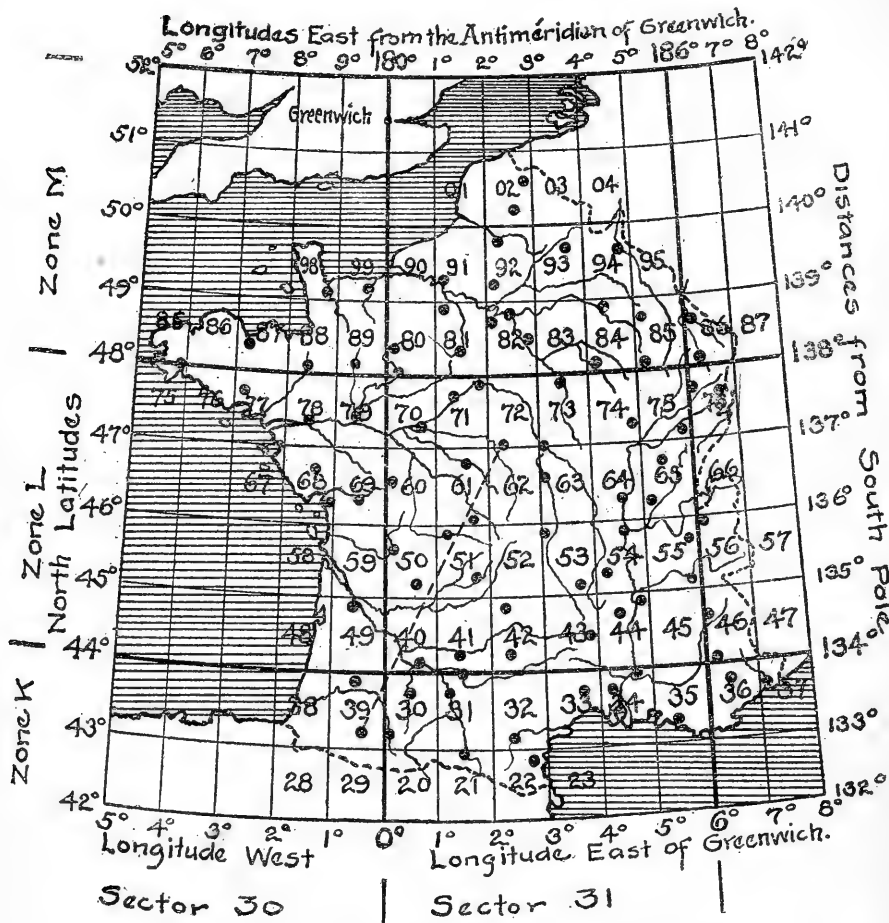 Longitudes East from the Antiméridian of Greenwich.
5° 6° 7° 8° 9° 180° 1° 2° 3° 4° 5° 186° 7° 8°
52° 142°
Greenwich
51° 141°
01 02 03 04
50° 140°
98 99 90 91 92 93 94 95
49° 139°
85 86 87 88 89 80 81 82 83 84 85 87
48° 138°
75 76 77 78 79 70 71 72 73 74 75
47° 137°
67 68 69 60 61 62 63 64 65 66
46° 136°
58 59 50 51 52 53 54 55 56 57
45° 135°
48 49 40 41 42 43 44 45 46 47
44° 134°
38 39 30 31 32 33 34 35 36 37
43° 133°
28 29 20 21 22 23
42° 132°
5° 4° 3° 2° 1° 0° 1° 2° 3° 4° 5° 6° 7° 8°
Longitude West
Longitude East of Greenwich.
Sector 30
Sector 31
Zone M
Zone L
North Latitudes
Zone K
Distances from South Pole